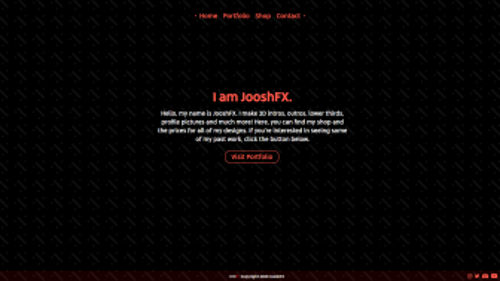 · Home Portfolio Shop Contact ·
I am JooshFX.
Hello, my name is JooshFX. I make 2D intros, outros, lower thirds,
profile pictures and much more! Here, you can find my shop and
the prices for all of my designs. If you're interested in seeing some
of my past work, click the button below.
Visit Portfolio